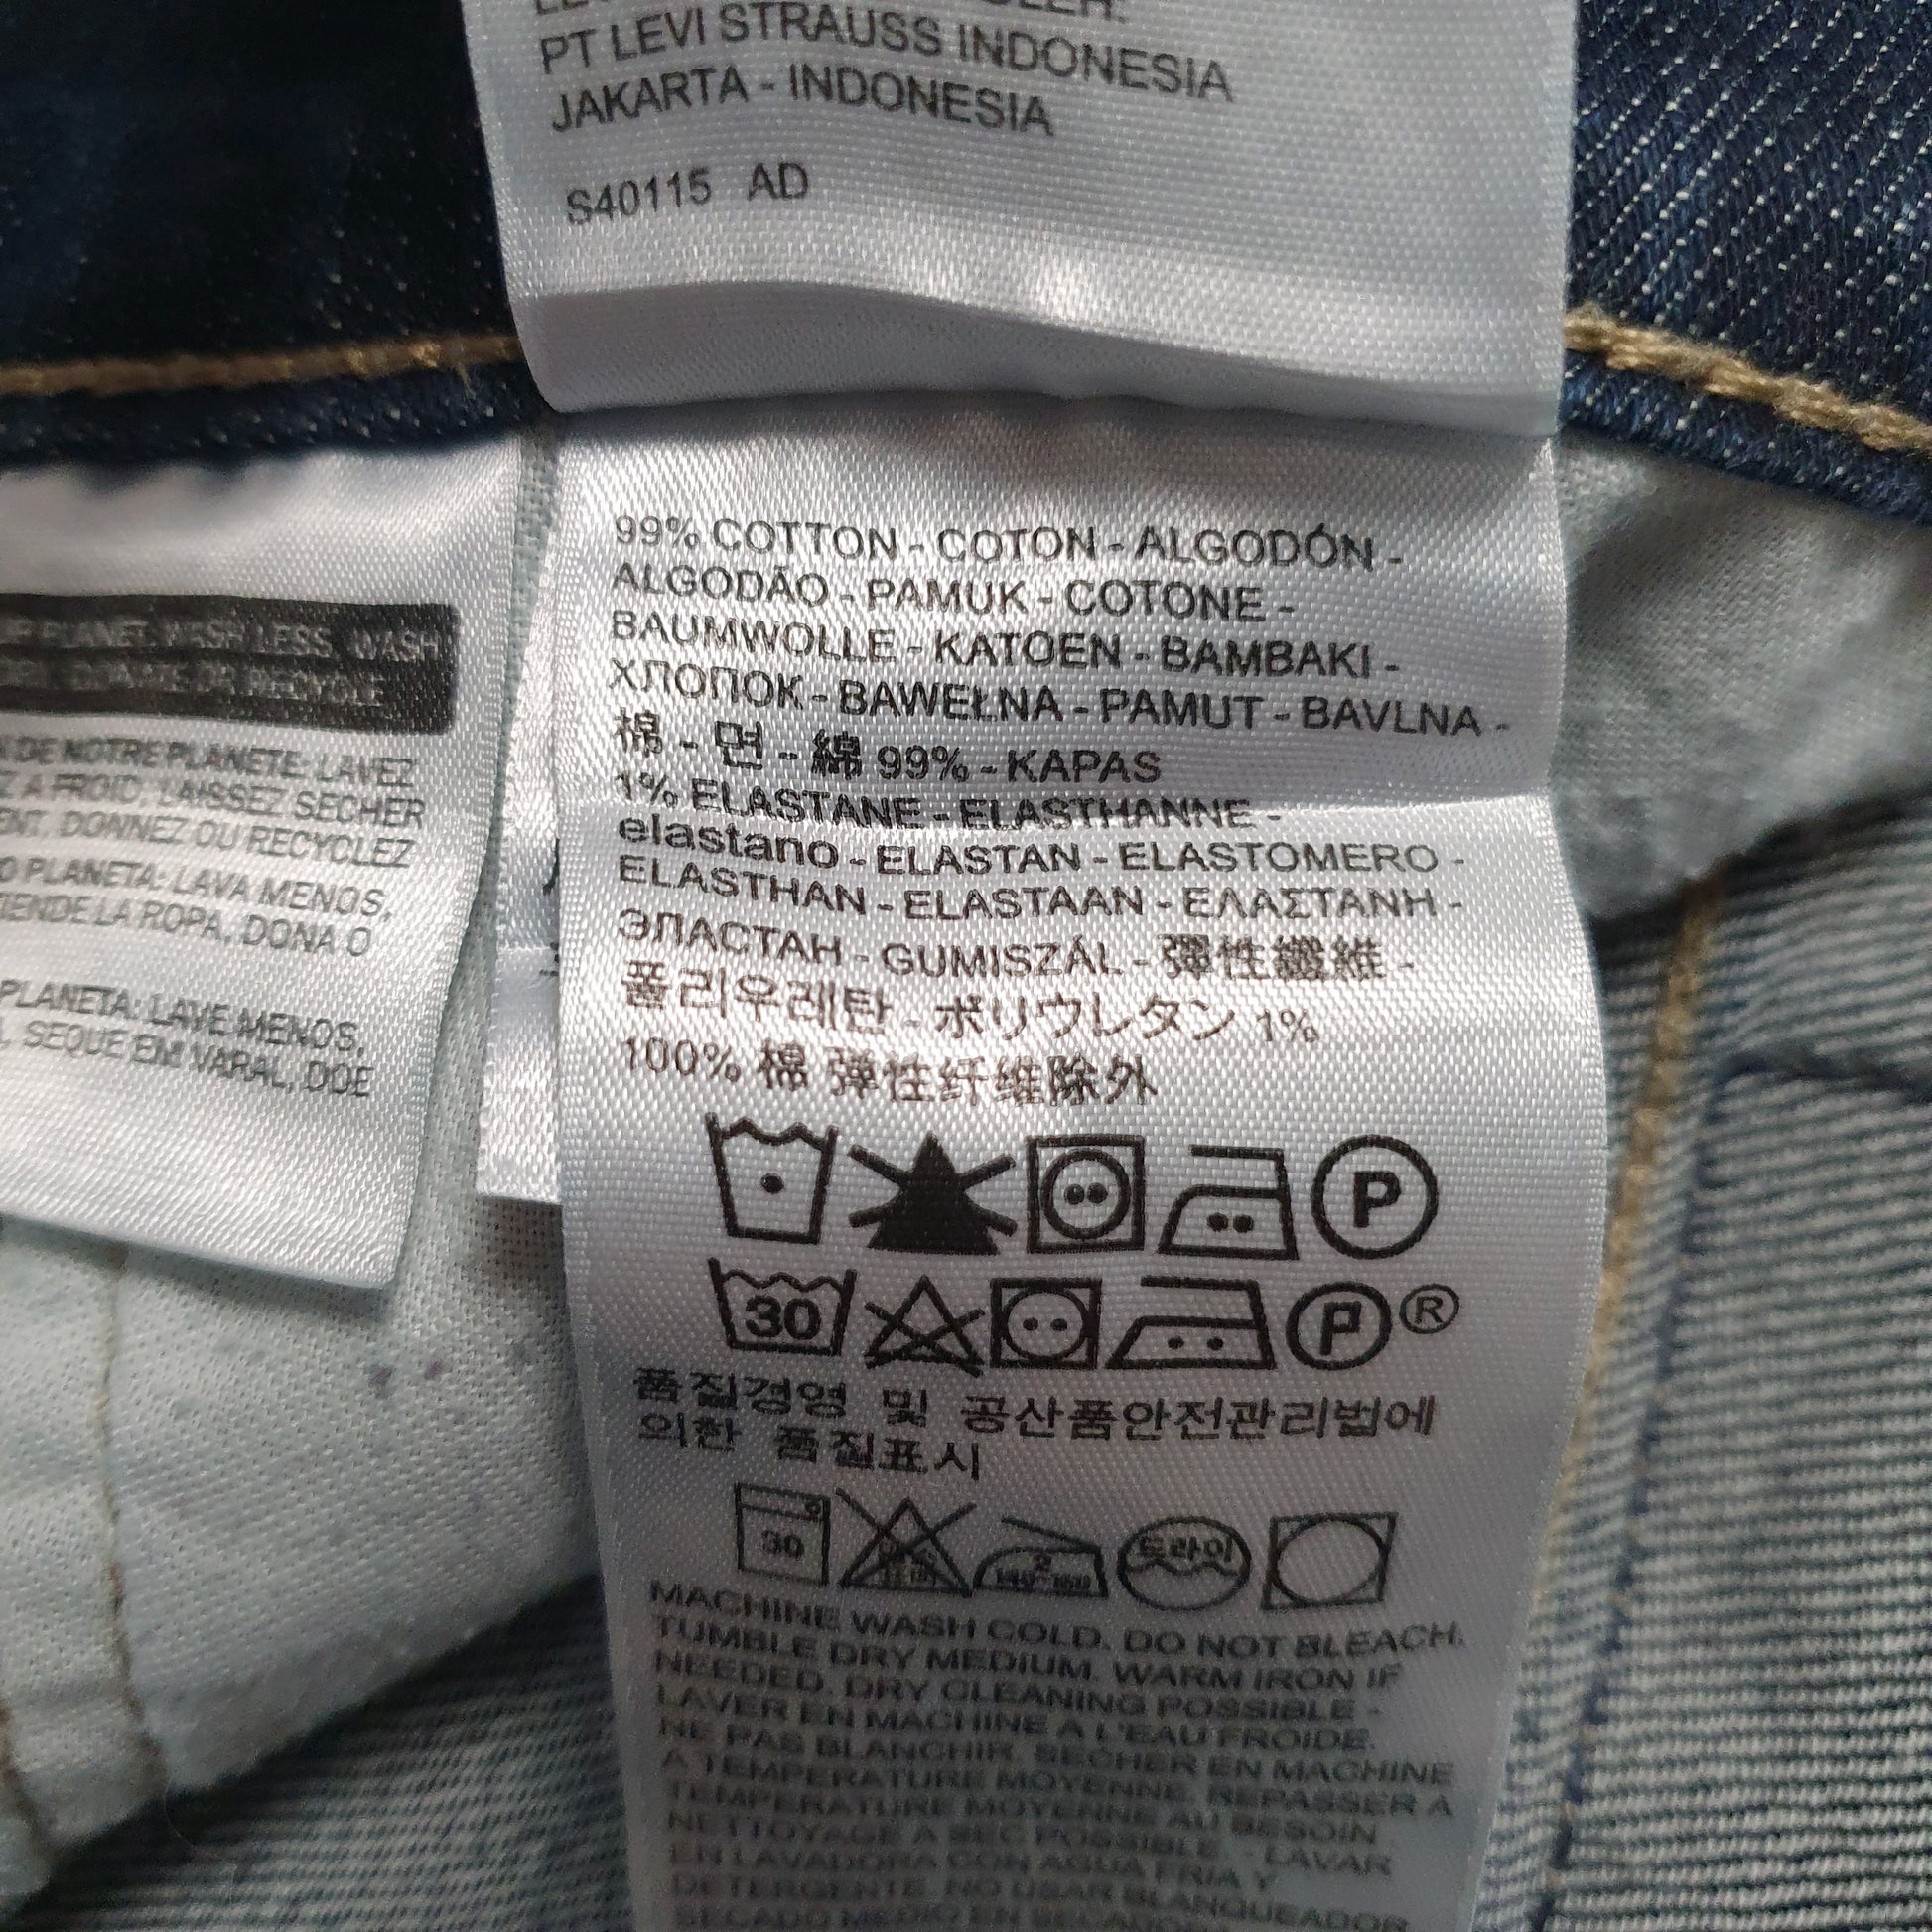 PT LEVI STRAUSS INDONESIA
JAKARTA - INDONESIA
S40115 AD
PLANET: WASH LESS, WASH
DE NOTRE PLANETE: LAVEZ
A FROID, LAISSEZ SECHER
DONNEZ OU RECYCLEZ
PLANETA: LAVA MENOS,
LA ROPA, DONA O
PLANETA: LAVE MENOS,
SEQUE EM VARAL, DOE
99% COTTON - COTON - ALGODÓN -
ALGODÃO - PAMUK - COTONE -
BAUMWOLLE - KATOEN - BAMBAKI -
ХЛОПОК - BAWEŁNA - PAMUT - BAVLNA -
棉 - 면 - 綿 99% - KAPAS
1% ELASTANE - ELASTHANNE -
elastano - ELASTAN - ELASTOMERO -
ELASTHAN - ELASTAAN - ΕΛΑΣΤΑΝΗ -
ЭЛАСТАН - GUMISZÁL - 彈性纖維 -
폴리우레탄 - ポリウレタン 1%
100% 棉 弹性纤维除外
P
30 P ®
품질경영 및 공산품안전관리법에
의한 품질표시
30 드라이
MACHINE WASH COLD. DO NOT BLEACH.
TUMBLE DRY MEDIUM. WARM IRON IF
NEEDED. DRY CLEANING POSSIBLE -
LAVER EN MACHINE A L'EAU FROIDE.
NE PAS BLANCHIR. SECHER EN MACHINE
A TEMPERATURE MOYENNE. REPASSER A
TEMPERATURE MOYENNE AU BESOIN
NETTOYAGE A SEC POSSIBLE - LAVAR
EN LAVADORA CON AGUA FRIA Y
DETERGENTE. NO USAR BLANQUEADOR